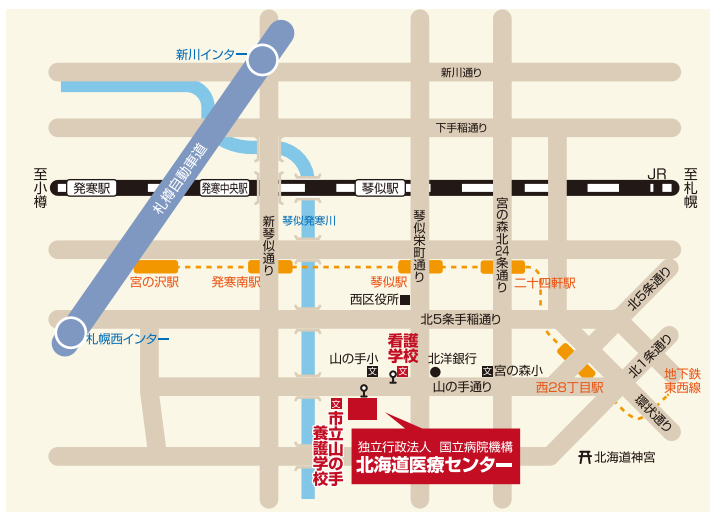 新川インター
新川通り
下手稲通り
至小樽
発寒駅
発寒中央駅
琴似駅
JR
至札幌
札樽自動車道
新琴似通り
琴似発寒川
琴似栄町通り
宮の森北24条通り
宮の沢駅
発寒南駅
琴似駅
二十四軒駅
北5条通り
西区役所
北5条手稲通り
札幌西インター
看護
学校
山の手小
文
文
北洋銀行
文
宮の森小
北1条通り
地下鉄
東西線
山の手通り
西28丁目駅
環状通り
文
市立山の手
養護学校
独立行政法人 国立病院機構
北海道医療センター
北海道神宮